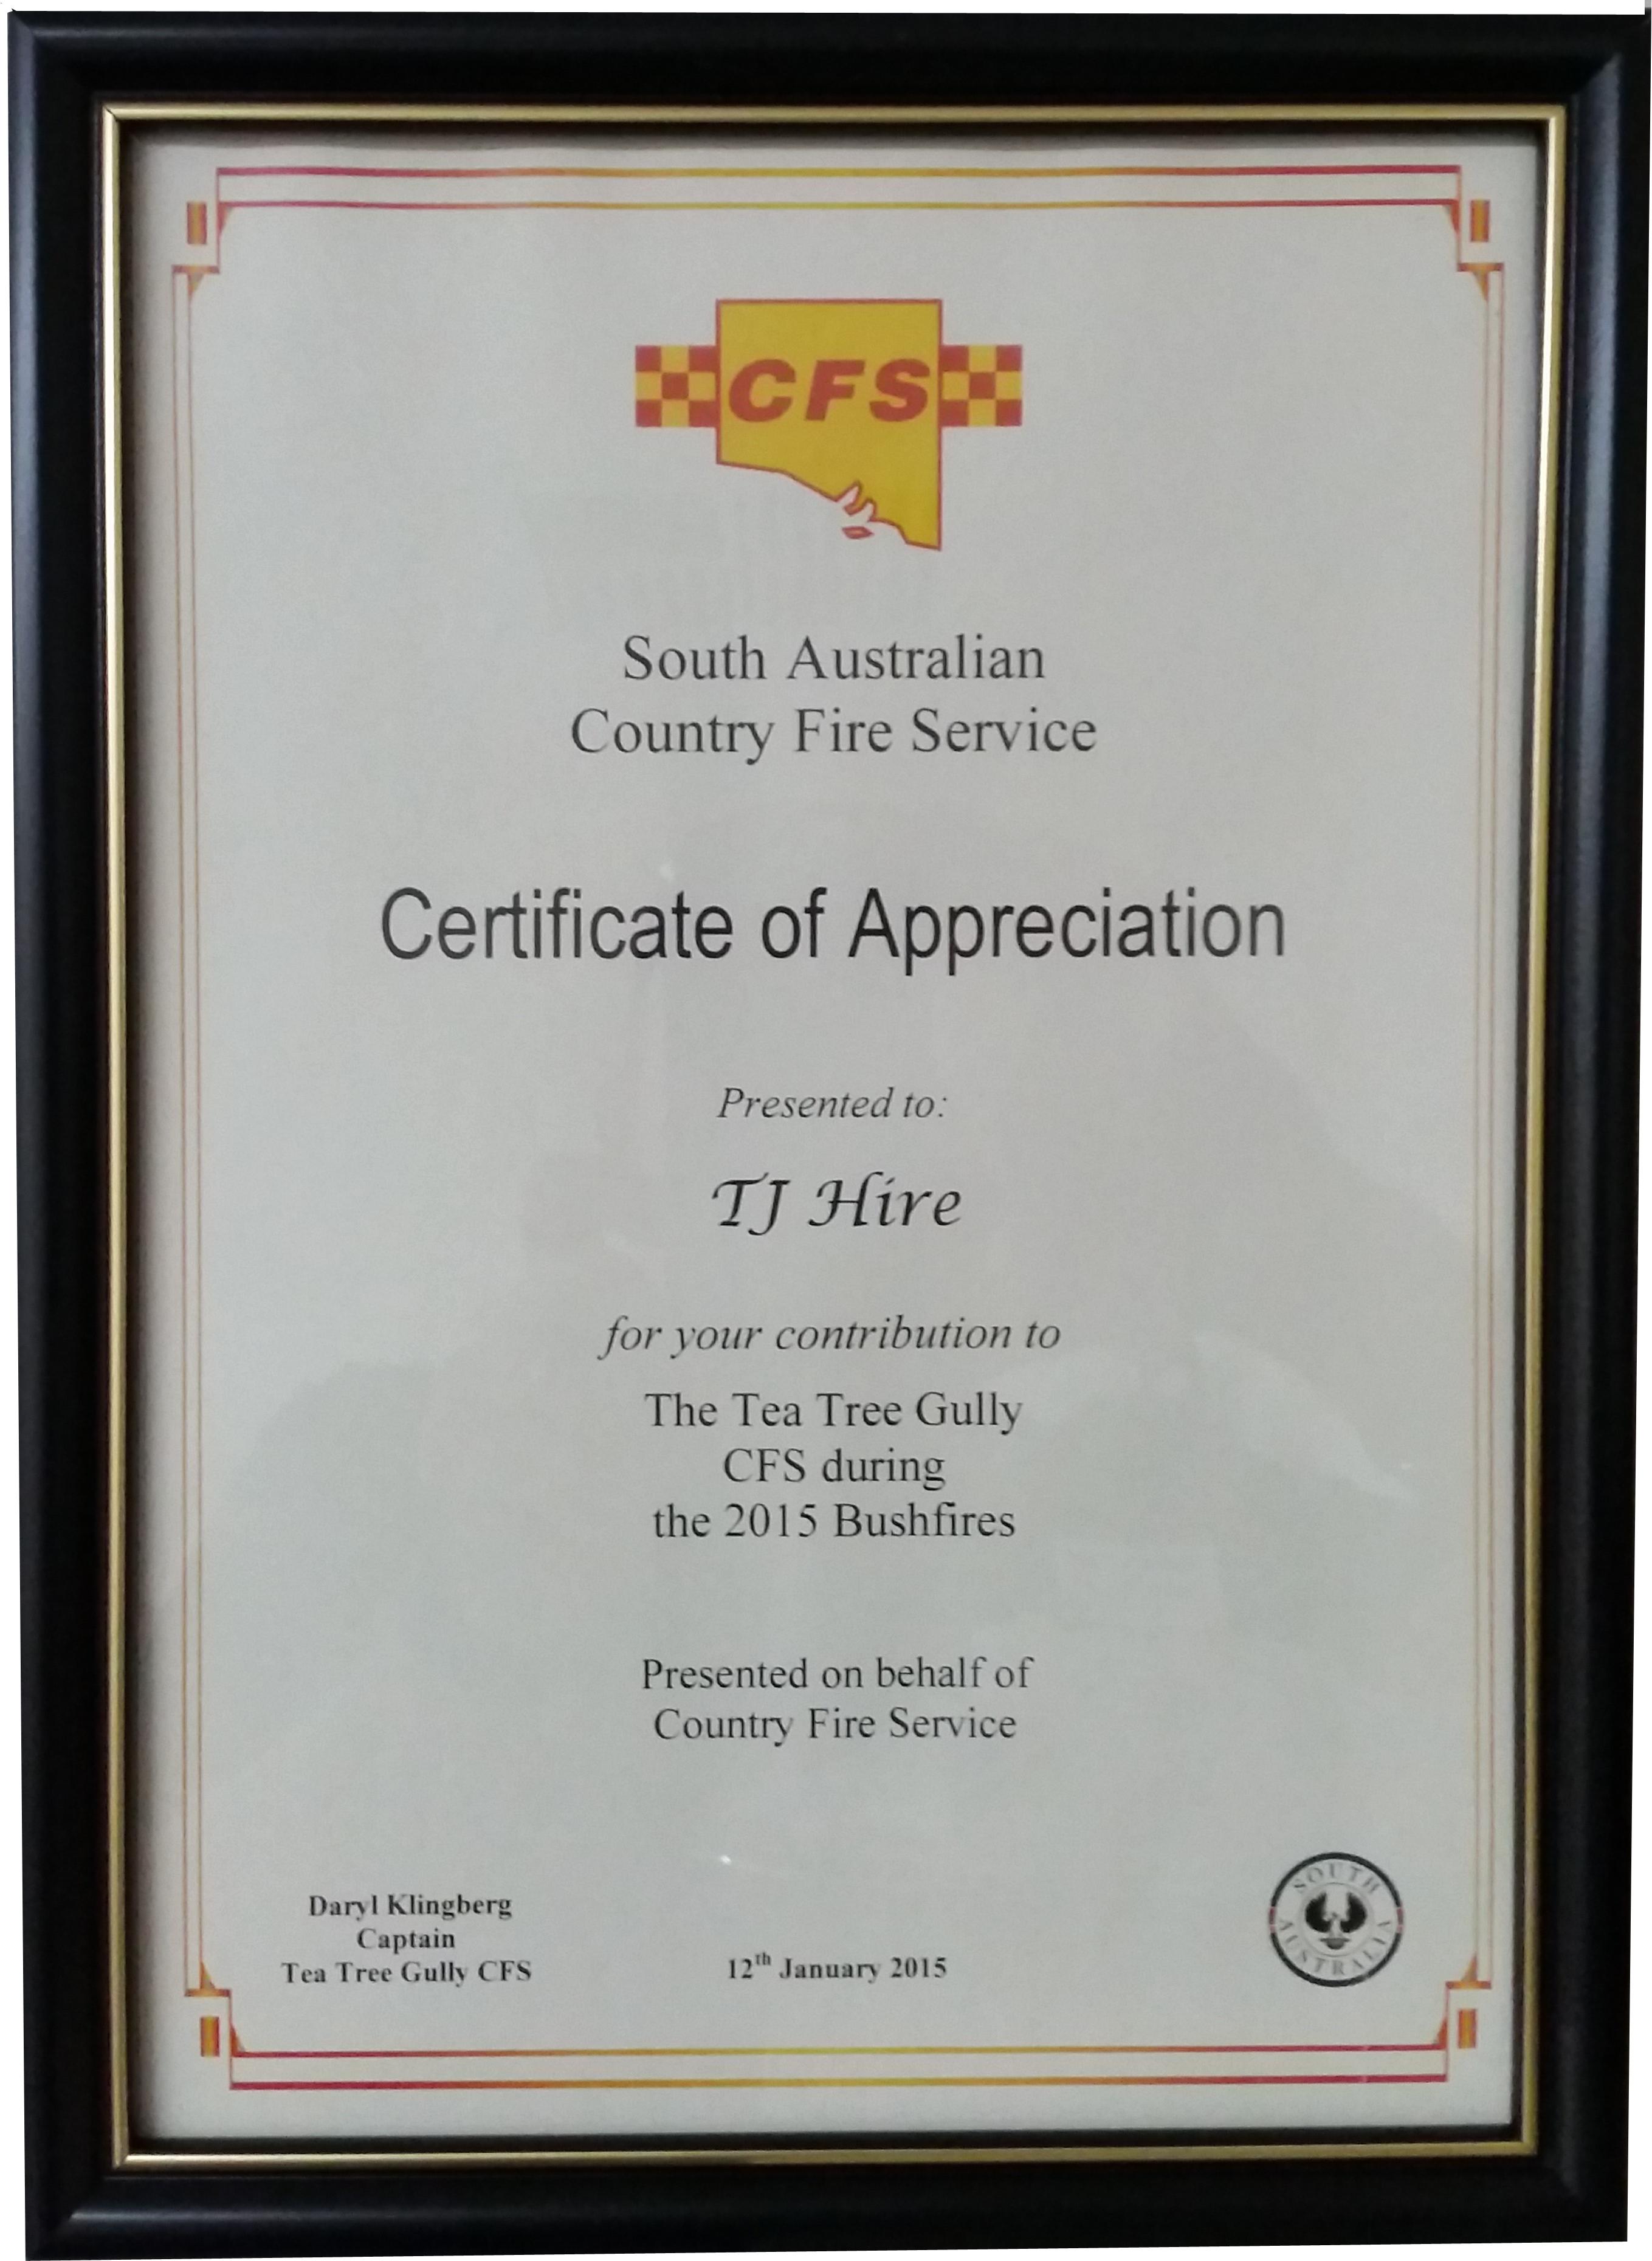 CFS
South Australian
Country Fire Service
Certificate of Appreciation
Presented to:
TJ Hire
for your contribution to
The Tea Tree Gully
CFS during
the 2015 Bushfires
Presented on behalf of
Country Fire Service
Daryl Klingberg
Captain
Tea Tree Gully CFS
12th January 2015
SOUTH
AUSTRALIA